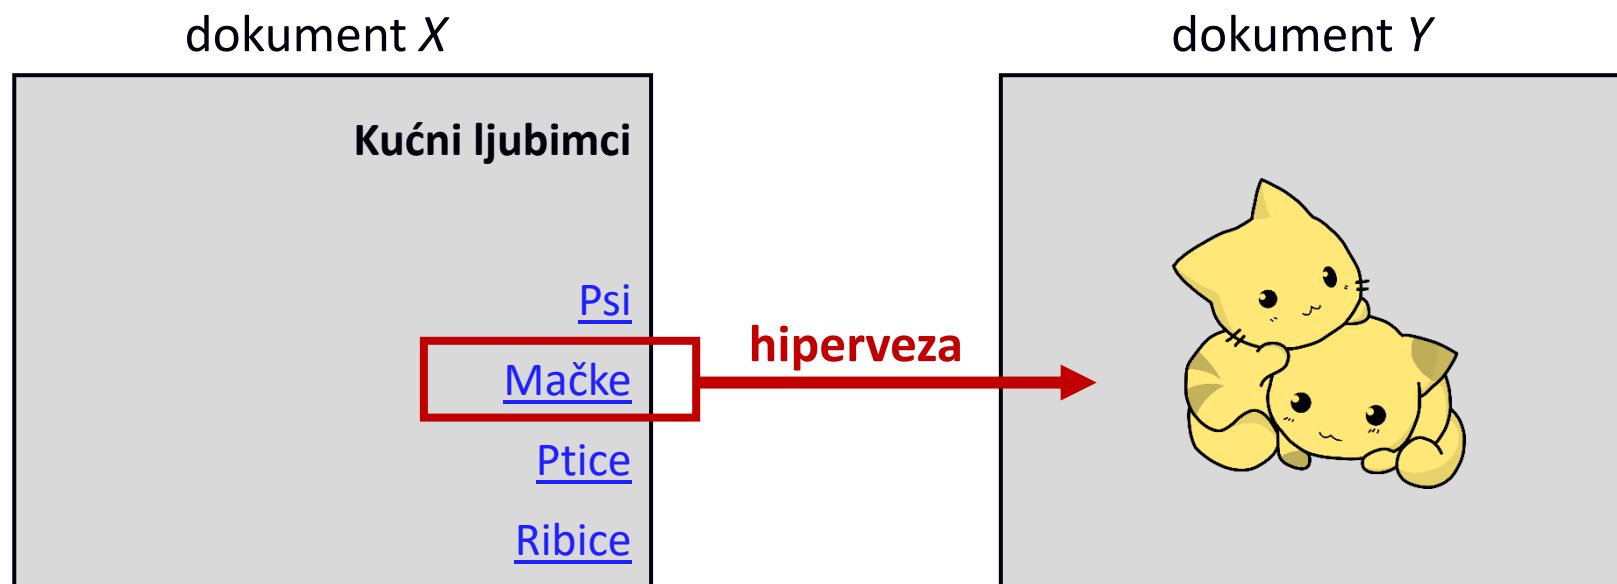 dokument X
dokument Y
Kućni ljubimci
Psi
Mačke
hiperveza
Ptice
Ribice